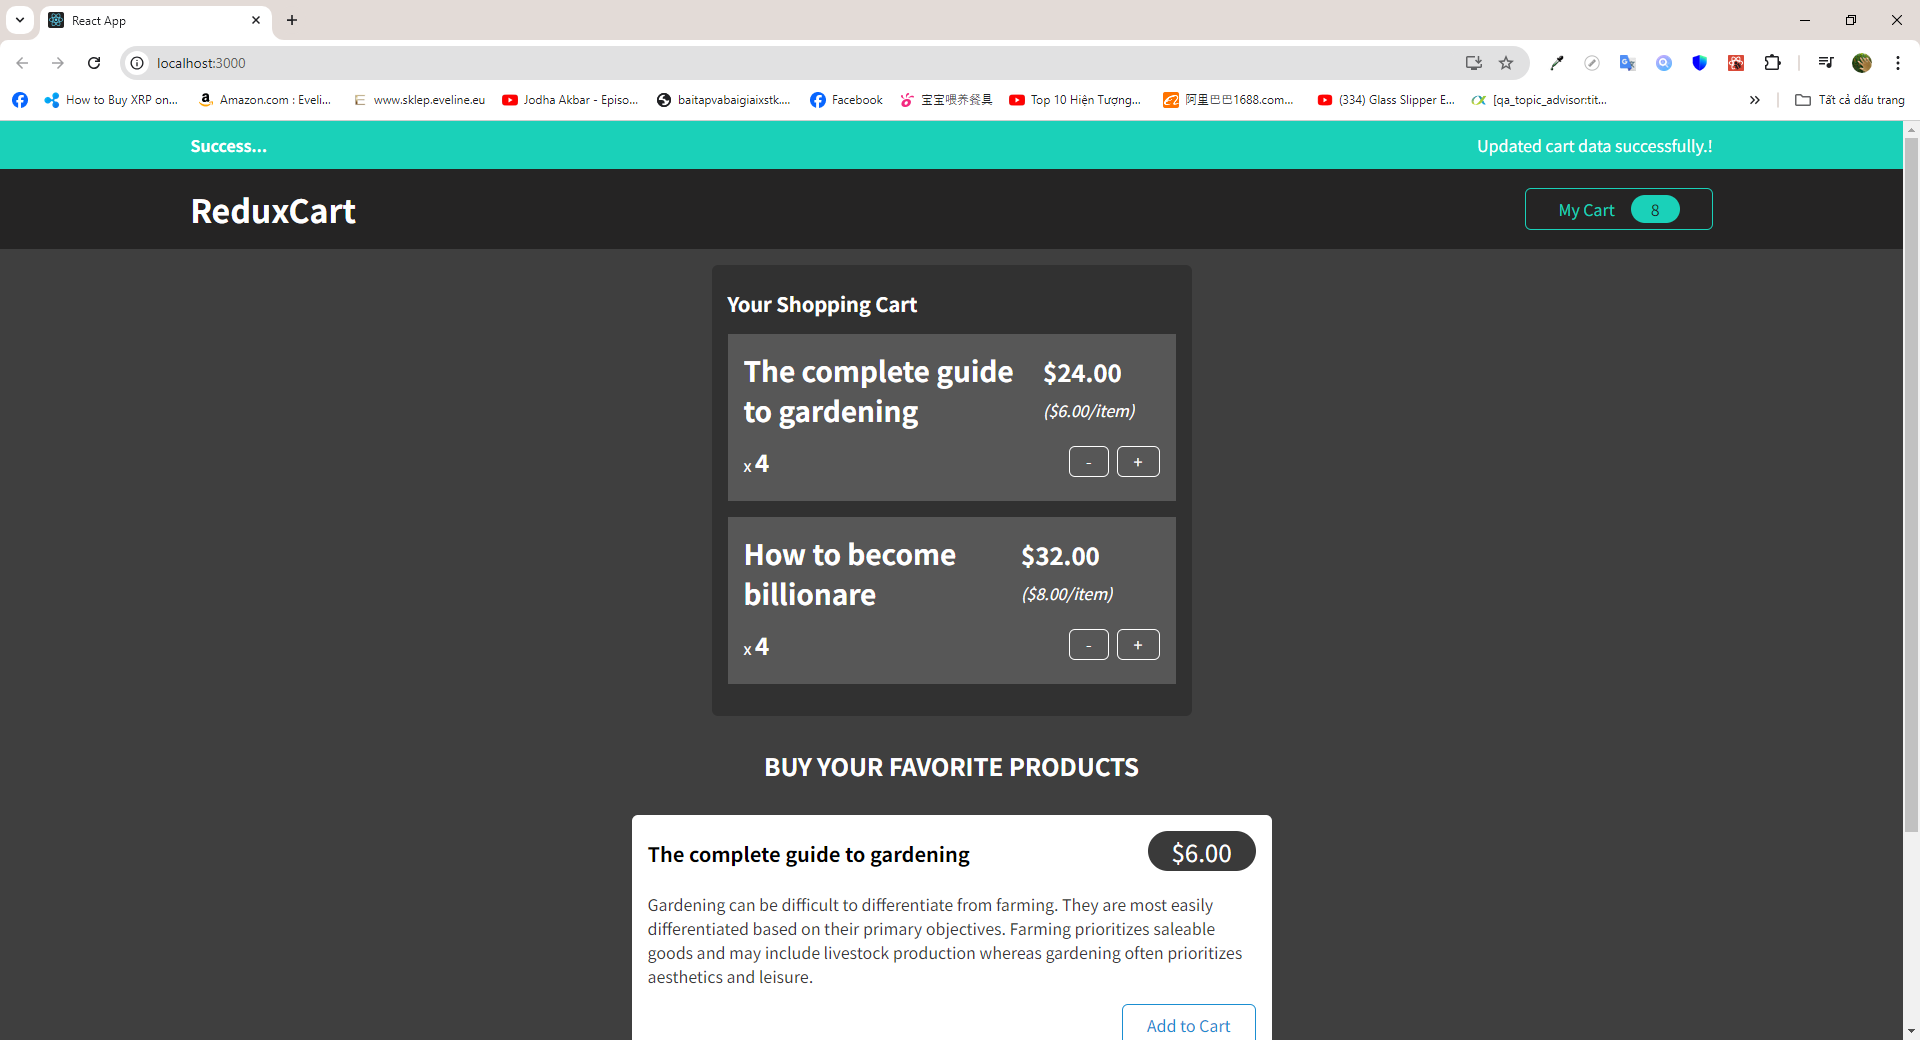 React App
localhost:3000
How to Buy XRP on...
Amazon.com : Eveli...
www.sklep.eveline.eu
Jodha Akbar - Episo...
baitapvabaigiaixstk....
Facebook
宝宝喂养餐具
Top 10 Hiện Tượng...
阿里巴巴1688.com...
(334) Glass Slipper E...
[qa_topic_advisor:tit...
Tất cả dấu trang
Success...
Updated cart data successfully.!
ReduxCart
My Cart 8
Your Shopping Cart
The complete guide
to gardening
$24.00
($6.00/item)
x 4
- +
How to become
billionare
$32.00
($8.00/item)
x 4
- +
BUY YOUR FAVORITE PRODUCTS
The complete guide to gardening
$6.00
Gardening can be difficult to differentiate from farming. They are most easily
differentiated based on their primary objectives. Farming prioritizes saleable
goods and may include livestock production whereas gardening often prioritizes
aesthetics and leisure.
Add to Cart